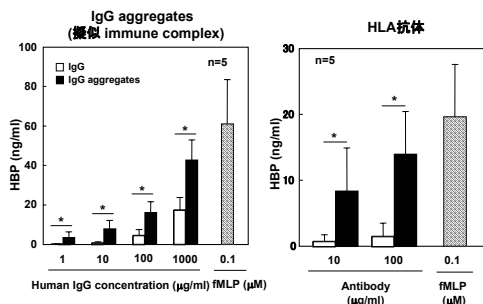 IgG aggregates
(擬似 immune complex)
100
80
60
40
20
0
HBP (ng/ml)
IgG
IgG aggregates
n=5
*
*
*
*
1 10 100 1000 0.1
Human IgG concentration (μg/ml) fMLP (μM)
HLA抗体
30
20
10
0
HBP (ng/ml)
n=5
*
*
10 100 0.1
Antibody fMLP
(μg/ml) (μM)